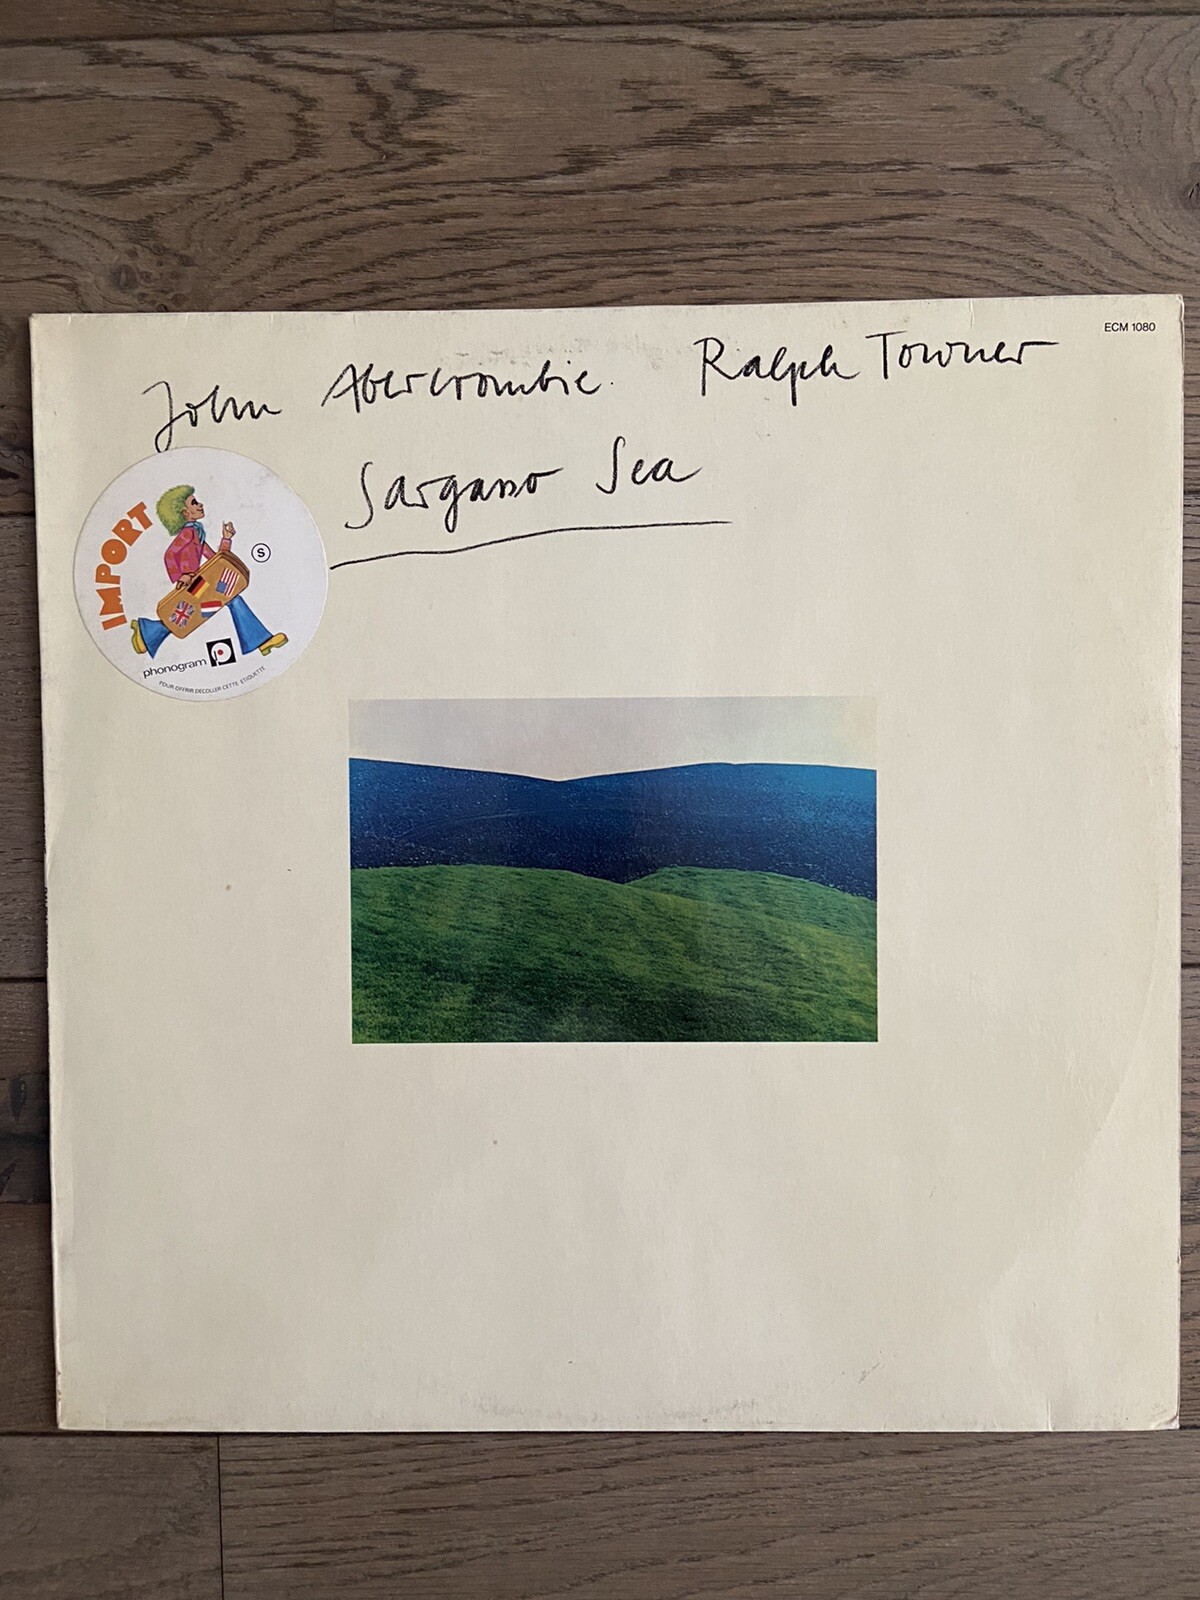 ECM 1080
John Abercrombie. Ralph Towner
Sargasso Sea
IMPORT
S
phonogram
POUR OFFRIR DECOLLER CETTE ETIQUETTE